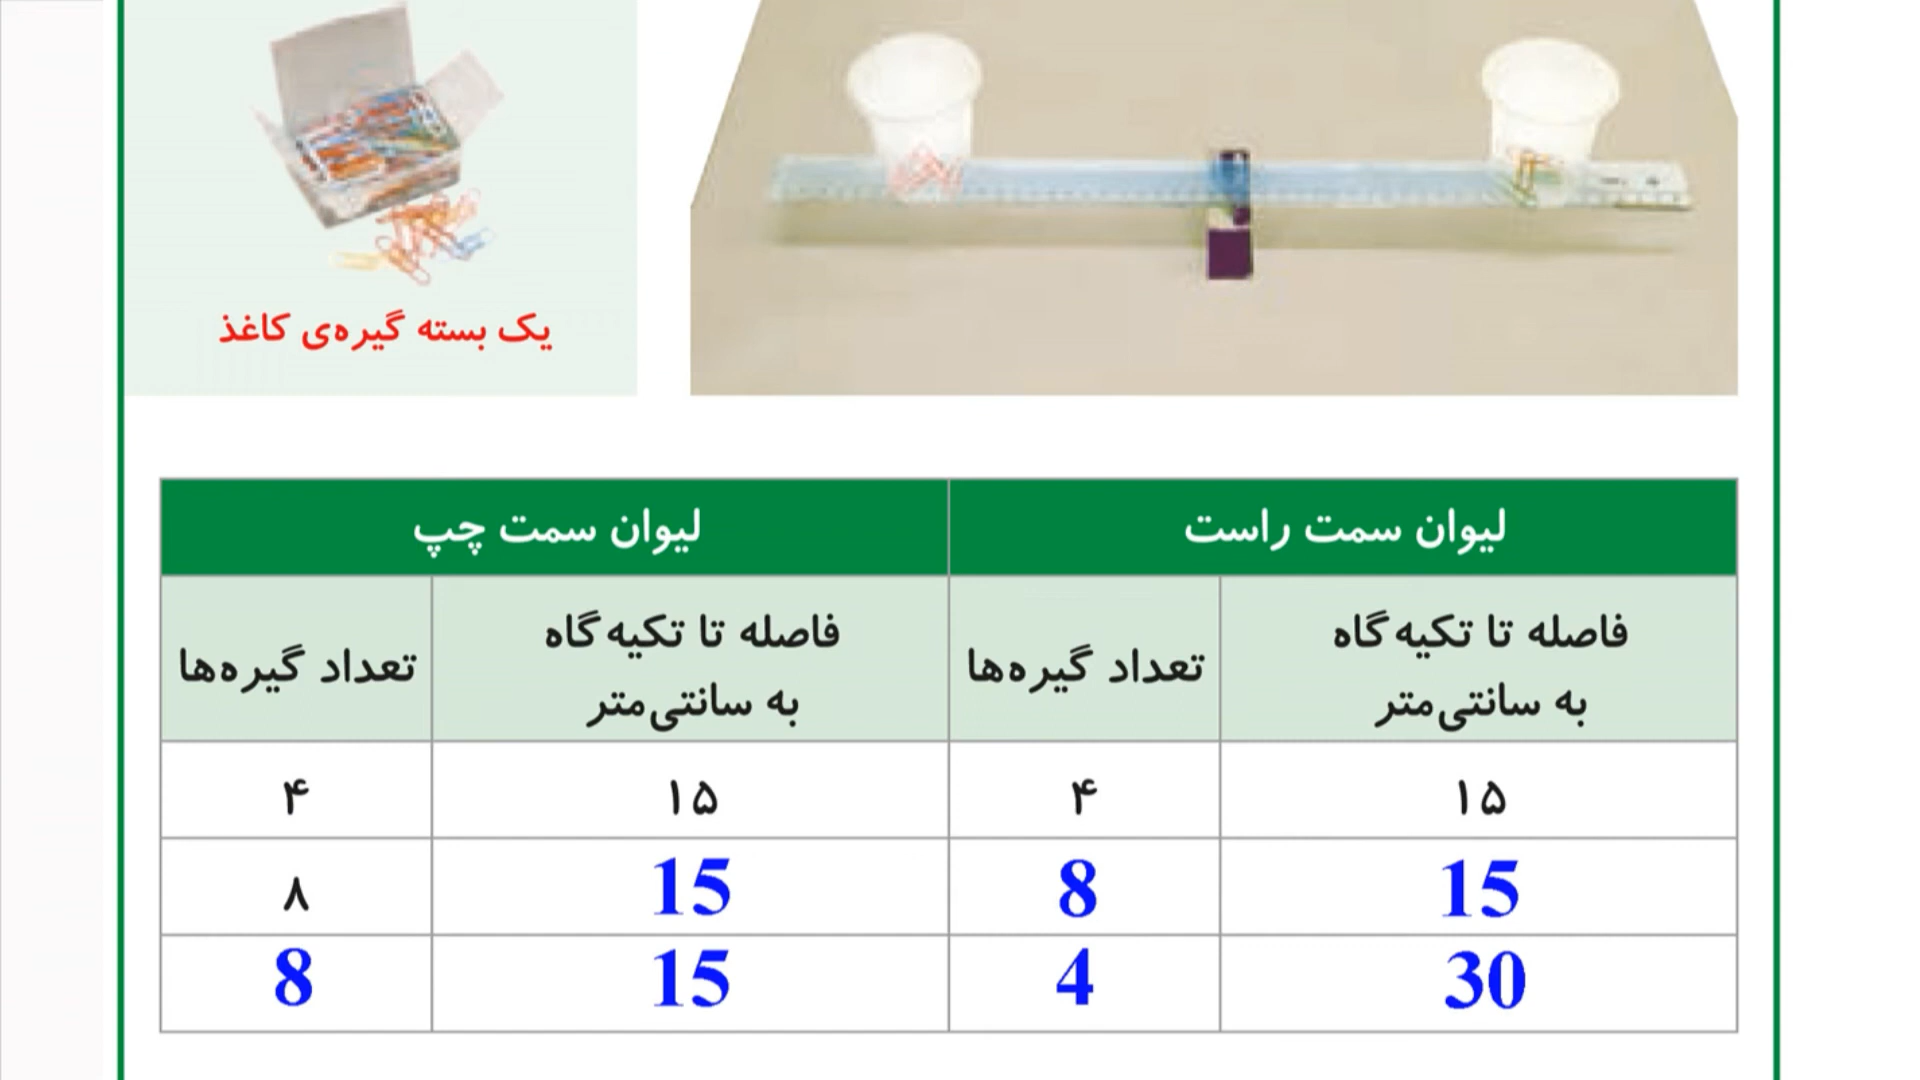 یک بسته گیره‌ی کاغذ
لیوان سمت راست لیوان سمت چپ
فاصله تا تکیه‌گاه به سانتی‌متر تعداد گیره‌ها فاصله تا تکیه‌گاه به سانتی‌متر تعداد گیره‌ها
۱۵ ۴ ۱۵ ۴
15 8 15 ۸
30 4 15 8